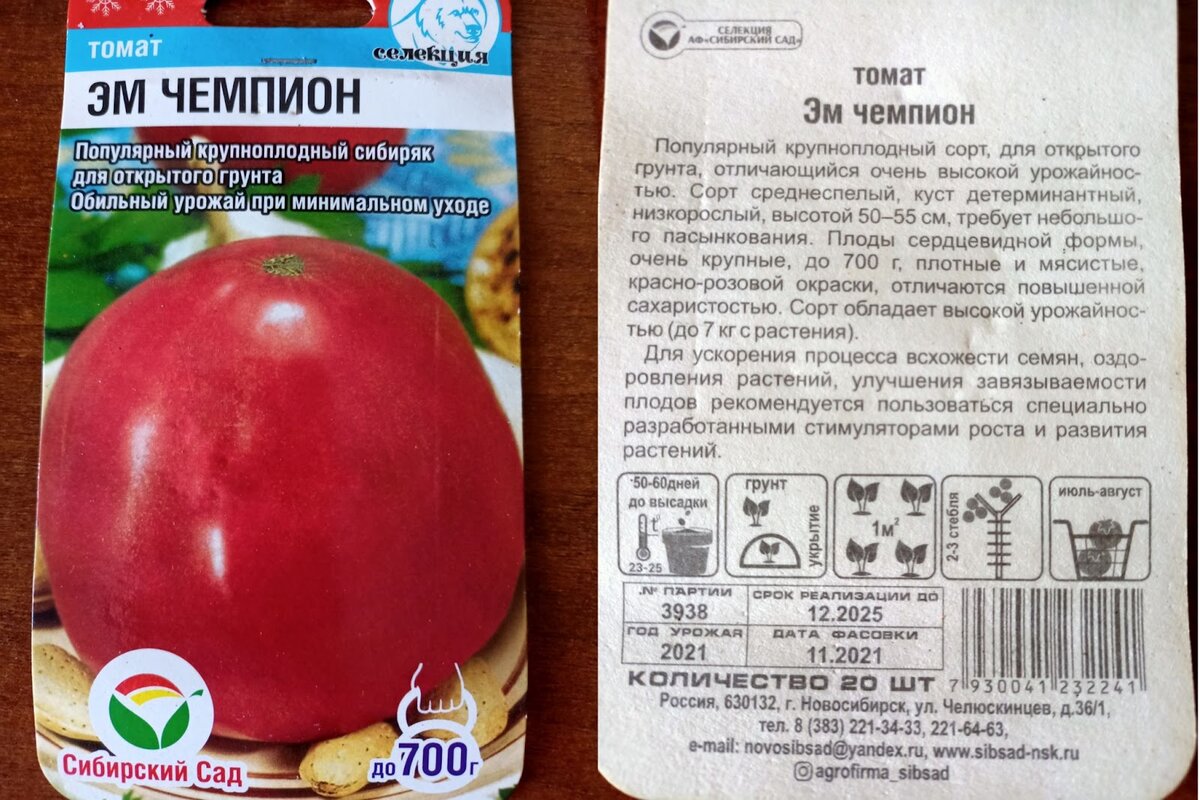 томат
селекция
ЭМ ЧЕМПИОН
Популярный крупноплодный сибиряк
для открытого грунта
Обильный урожай при минимальном уходе
Сибирский Сад
до 700г
СЕЛЕКЦИЯ
АФ«СИБИРСКИЙ САД»
томат
Эм чемпион
Популярный крупноплодный сорт, для открытого
грунта, отличающийся очень высокой урожайнос-
тью. Сорт среднеспелый, куст детерминантный,
низкорослый, высотой 50–55 см, требует небольшо-
го пасынкования. Плоды сердцевидной формы,
очень крупные, до 700 г, плотные и мясистые,
красно-розовой окраски, отличаются повышенной
сахаристостью. Сорт обладает высокой урожайнос-
тью (до 7 кг с растения).
Для ускорения процесса всхожести семян, оздо-
ровления растений, улучшения завязываемости
плодов рекомендуется пользоваться специально
разработанными стимуляторами роста и развития
растений.
50-60дней
до высадки
t°
23-25
грунт
укрытие
1м²
2-3 стебля
июль-август
№ ПАРТИИ
3938
СРОК РЕАЛИЗАЦИИ ДО
12.2025
ГОД УРОЖАЯ
2021
ДАТА ФАСОВКИ
11.2021
КОЛИЧЕСТВО 20 ШТ
7 930041 232241
Россия, 630132, г. Новосибирск, ул. Челюскинцев, д.36/1,
тел. 8 (383) 221-34-33, 221-64-63,
e-mail: novosibsad@yandex.ru, www.sibsad-nsk.ru
agrofirma_sibsad